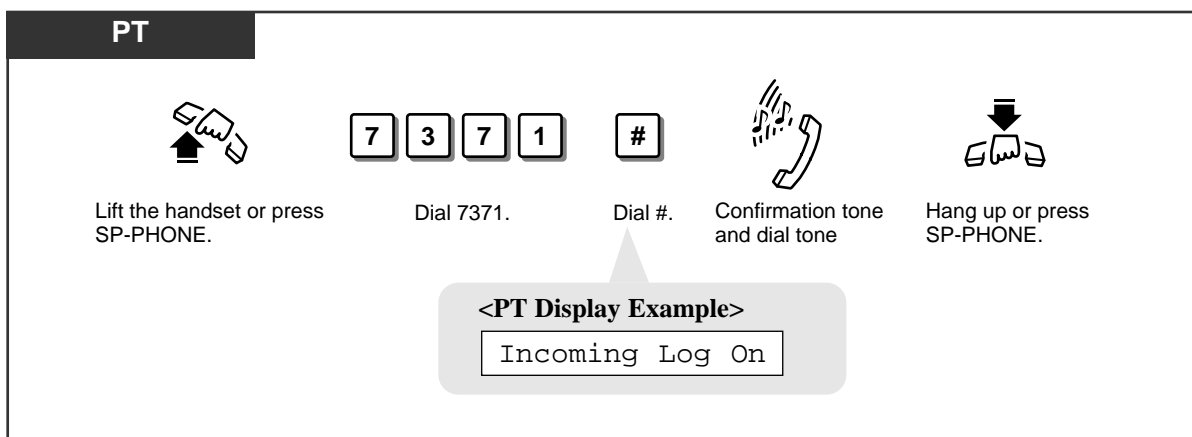 PT
7 3 7 1 #
Lift the handset or press
SP-PHONE.
Dial 7371.
Dial #.
Confirmation tone
and dial tone
Hang up or press
SP-PHONE.
<PT Display Example>
Incoming Log On